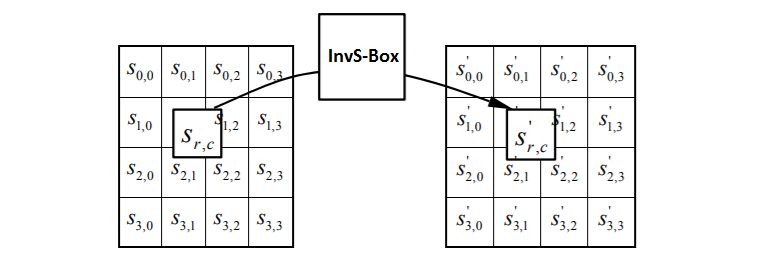 InvS-Box
s0,0 s0,1 s0,2 s0,3
s1,0 s1,2 s1,3
sr,c
s2,0 s2,1 s2,2 s2,3
s3,0 s3,1 s3,2 s3,3
s'0,0 s'0,1 s'0,2 s'0,3
s'1,0 s'1,2 s'1,3
s'r,c
s'2,0 s'2,1 s'2,2 s'2,3
s'3,0 s'3,1 s'3,2 s'3,3